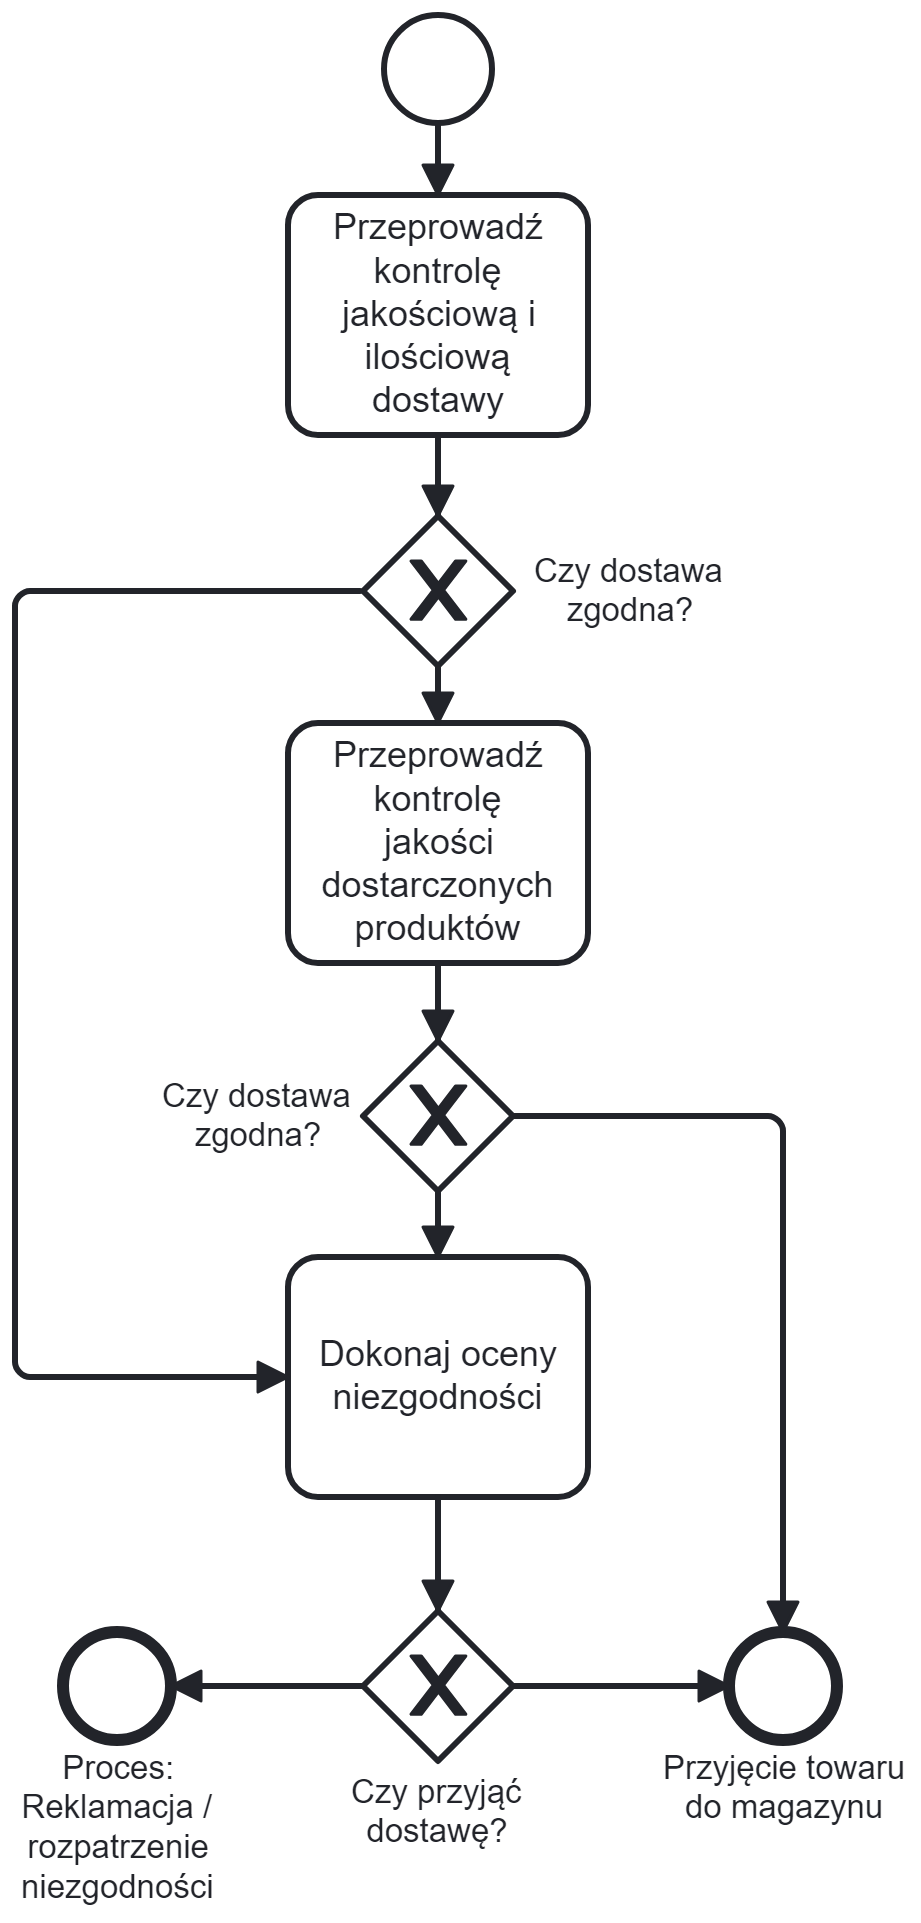 Przeprowadź
kontrolę
jakościową i
ilościową
dostawy
Czy dostawa
zgodna?
Przeprowadź
kontrolę
jakości
dostarczonych
produktów
Czy dostawa
zgodna?
Dokonaj oceny
niezgodności
Proces:
Reklamacja /
rozpatrzenie
niezgodności
Czy przyjąć
dostawę?
Przyjęcie towaru
do magazynu